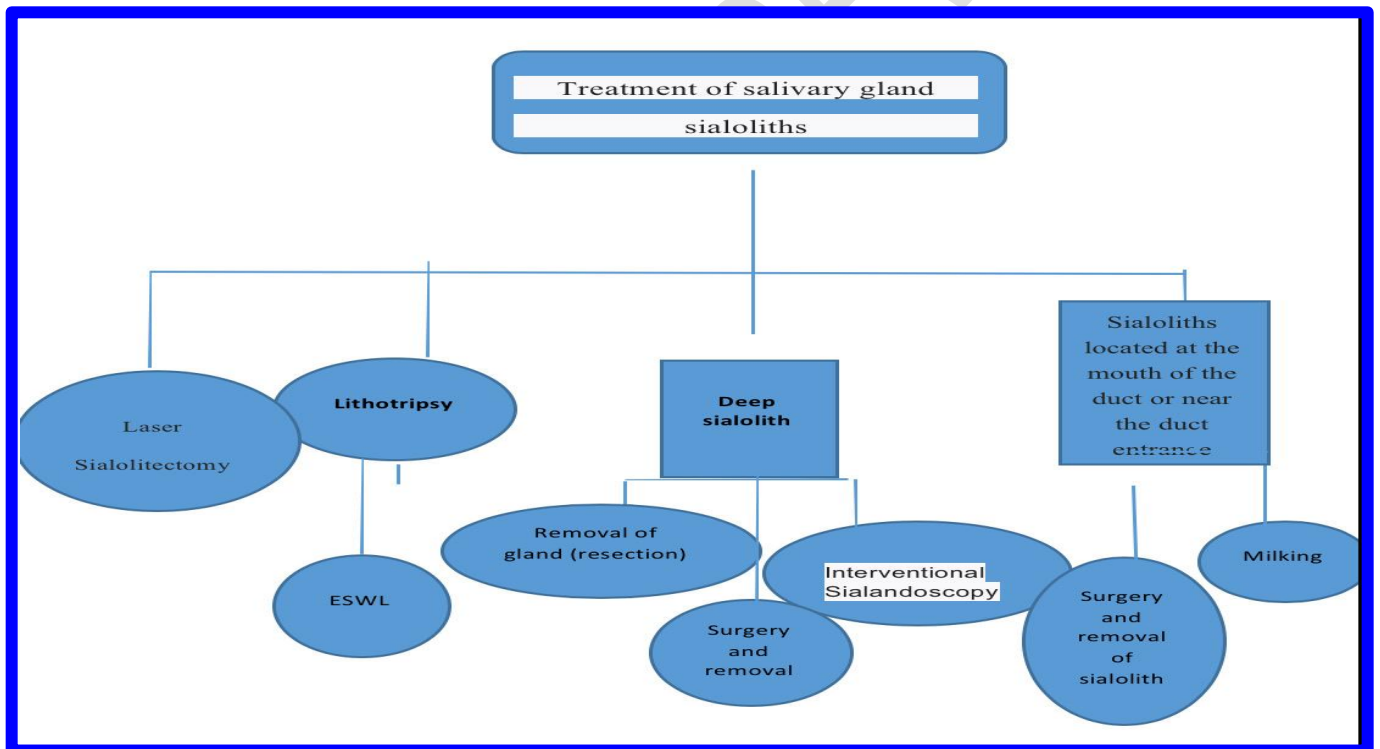 Treatment of salivary gland
sialoliths
Laser
Sialolitectomy
Lithotripsy
ESWL
Deep
sialolith
Removal of
gland (resection)
Surgery
and
removal
Interventional
Sialandoscopy
Sialoliths
located at the
mouth of the
duct or near
the duct
entrance
Surgery
and
removal
of
sialolith
Milking